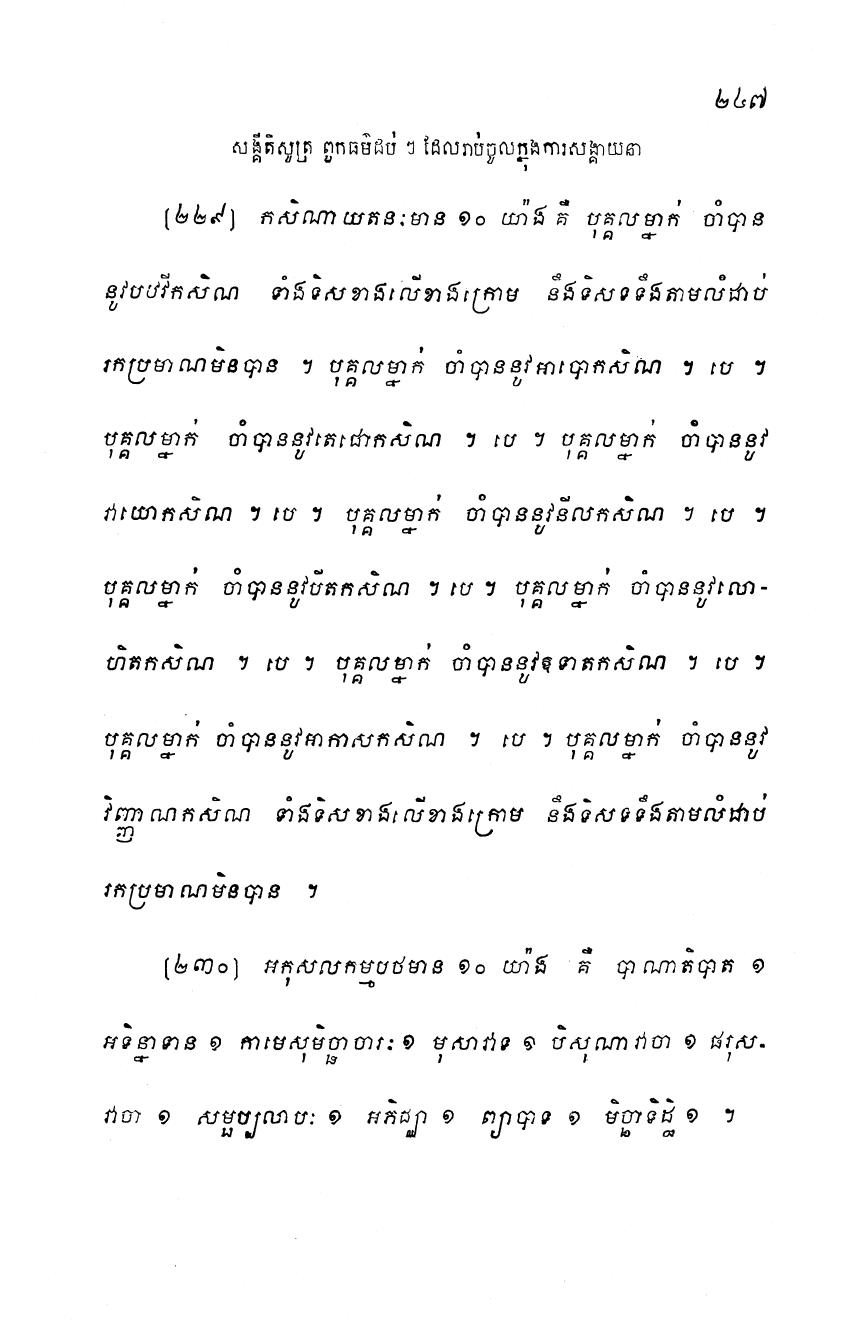 ២៤៧
សង្គីតិសូត្រ ពួកធម៌ដប់ ៗ ដែលរាប់ចូលក្នុងការសង្គាយនា
[២២៩] កសិណាយតនៈមាន ១០ យ៉ាង គឺ បុគ្គលម្នាក់ ចាំបាន
នូវបឋវីកសិណ ទាំងទិសខាងលើខាងក្រោម នឹងទិសទទឹងតាមលំដាប់
រកប្រមាណមិនបាន ។ បុគ្គលម្នាក់ ចាំបាននូវអាបោកសិណ ។ បេ ។
បុគ្គលម្នាក់ ចាំបាននូវតេជោកសិណ ។ បេ ។ បុគ្គលម្នាក់ ចាំបាននូវ
វាយោកសិណ ។ បេ ។ បុគ្គលម្នាក់ ចាំបាននូវនីលកសិណ ។ បេ ។
បុគ្គលម្នាក់ ចាំបាននូវបីតកសិណ ។ បេ ។ បុគ្គលម្នាក់ ចាំបាននូវលោ-
ហិតកសិណ ។ បេ ។ បុគ្គលម្នាក់ ចាំបាននូវឱទាតកសិណ ។ បេ ។
បុគ្គលម្នាក់ ចាំបាននូវអាកាសកសិណ ។ បេ ។ បុគ្គលម្នាក់ ចាំបាននូវ
វិញ្ញាណកសិណ ទាំងទិសខាងលើខាងក្រោម នឹងទិសទទឹងតាមលំដាប់
រកប្រមាណមិនបាន ។
[២៣០] អកុសលកម្មបថមាន ១០ យ៉ាង គឺ បាណាតិបាត ១
អទិន្នាទាន ១ កាមេសុមិច្ឆាចារៈ ១ មុសាវាទ ១ បិសុណាវាចា ១ ផរុស-
វាចា ១ សម្ផប្បលាបៈ ១ អភិជ្ឈា ១ ព្យាបាទ ១ មិច្ឆាទិដ្ឋិ ១ ។